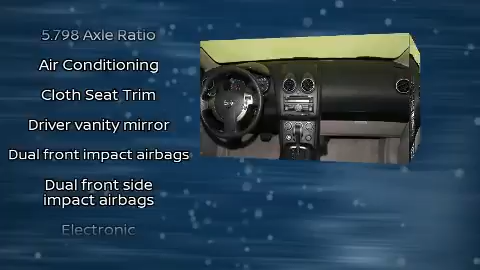 5.798 Axle Ratio
Air Conditioning
Cloth Seat Trim
Driver vanity mirror
Dual front impact airbags
Dual front side
impact airbags
Electronic